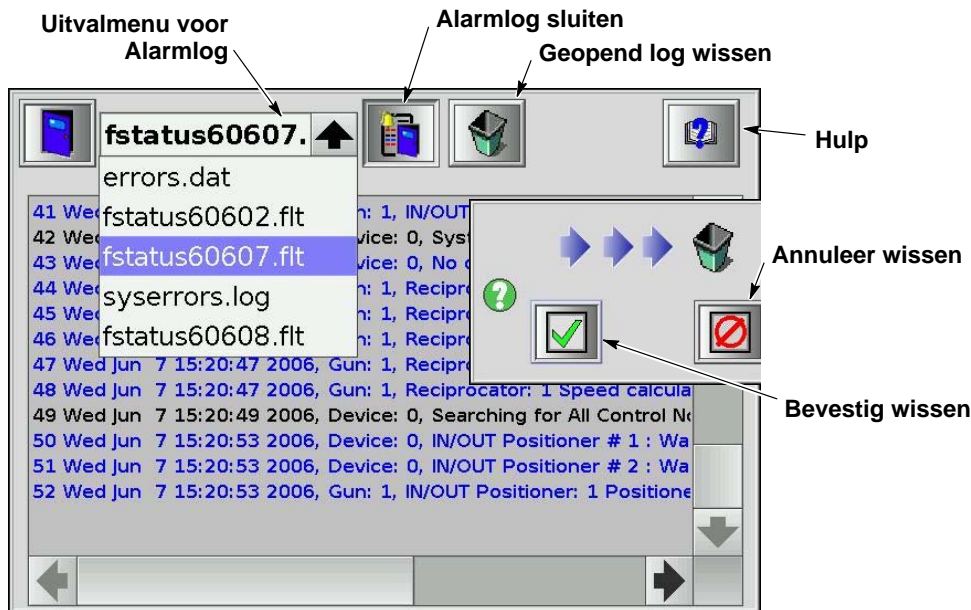 Uitvalmenu voor
Alarmlog
Alarmlog sluiten
Geopend log wissen
Hulp
fstatus60607.
errors.dat
fstatus60602.flt
fstatus60607.flt
syserrors.log
fstatus60608.flt
41 Wed n: 1, IN/OUT
42 Wed vice: 0, Syst
43 Wed vice: 0, No
44 Wed n: 1, Recipro
45 Wed n: 1, Recipro
46 Wed n: 1, Recipro
47 Wed Jun 7 15:20:47 2006, Gun: 1, Recipro
48 Wed Jun 7 15:20:47 2006, Gun: 1, Reciprocator: 1 Speed calcula
49 Wed Jun 7 15:20:49 2006, Device: 0, Searching for All Control No
50 Wed Jun 7 15:20:53 2006, Device: 0, IN/OUT Positioner # 1 : Wa
51 Wed Jun 7 15:20:53 2006, Device: 0, IN/OUT Positioner # 2 : Wa
52 Wed Jun 7 15:20:53 2006, Gun: 1, IN/OUT Positioner: 1 Positione
Annuleer wissen
Bevestig wissen